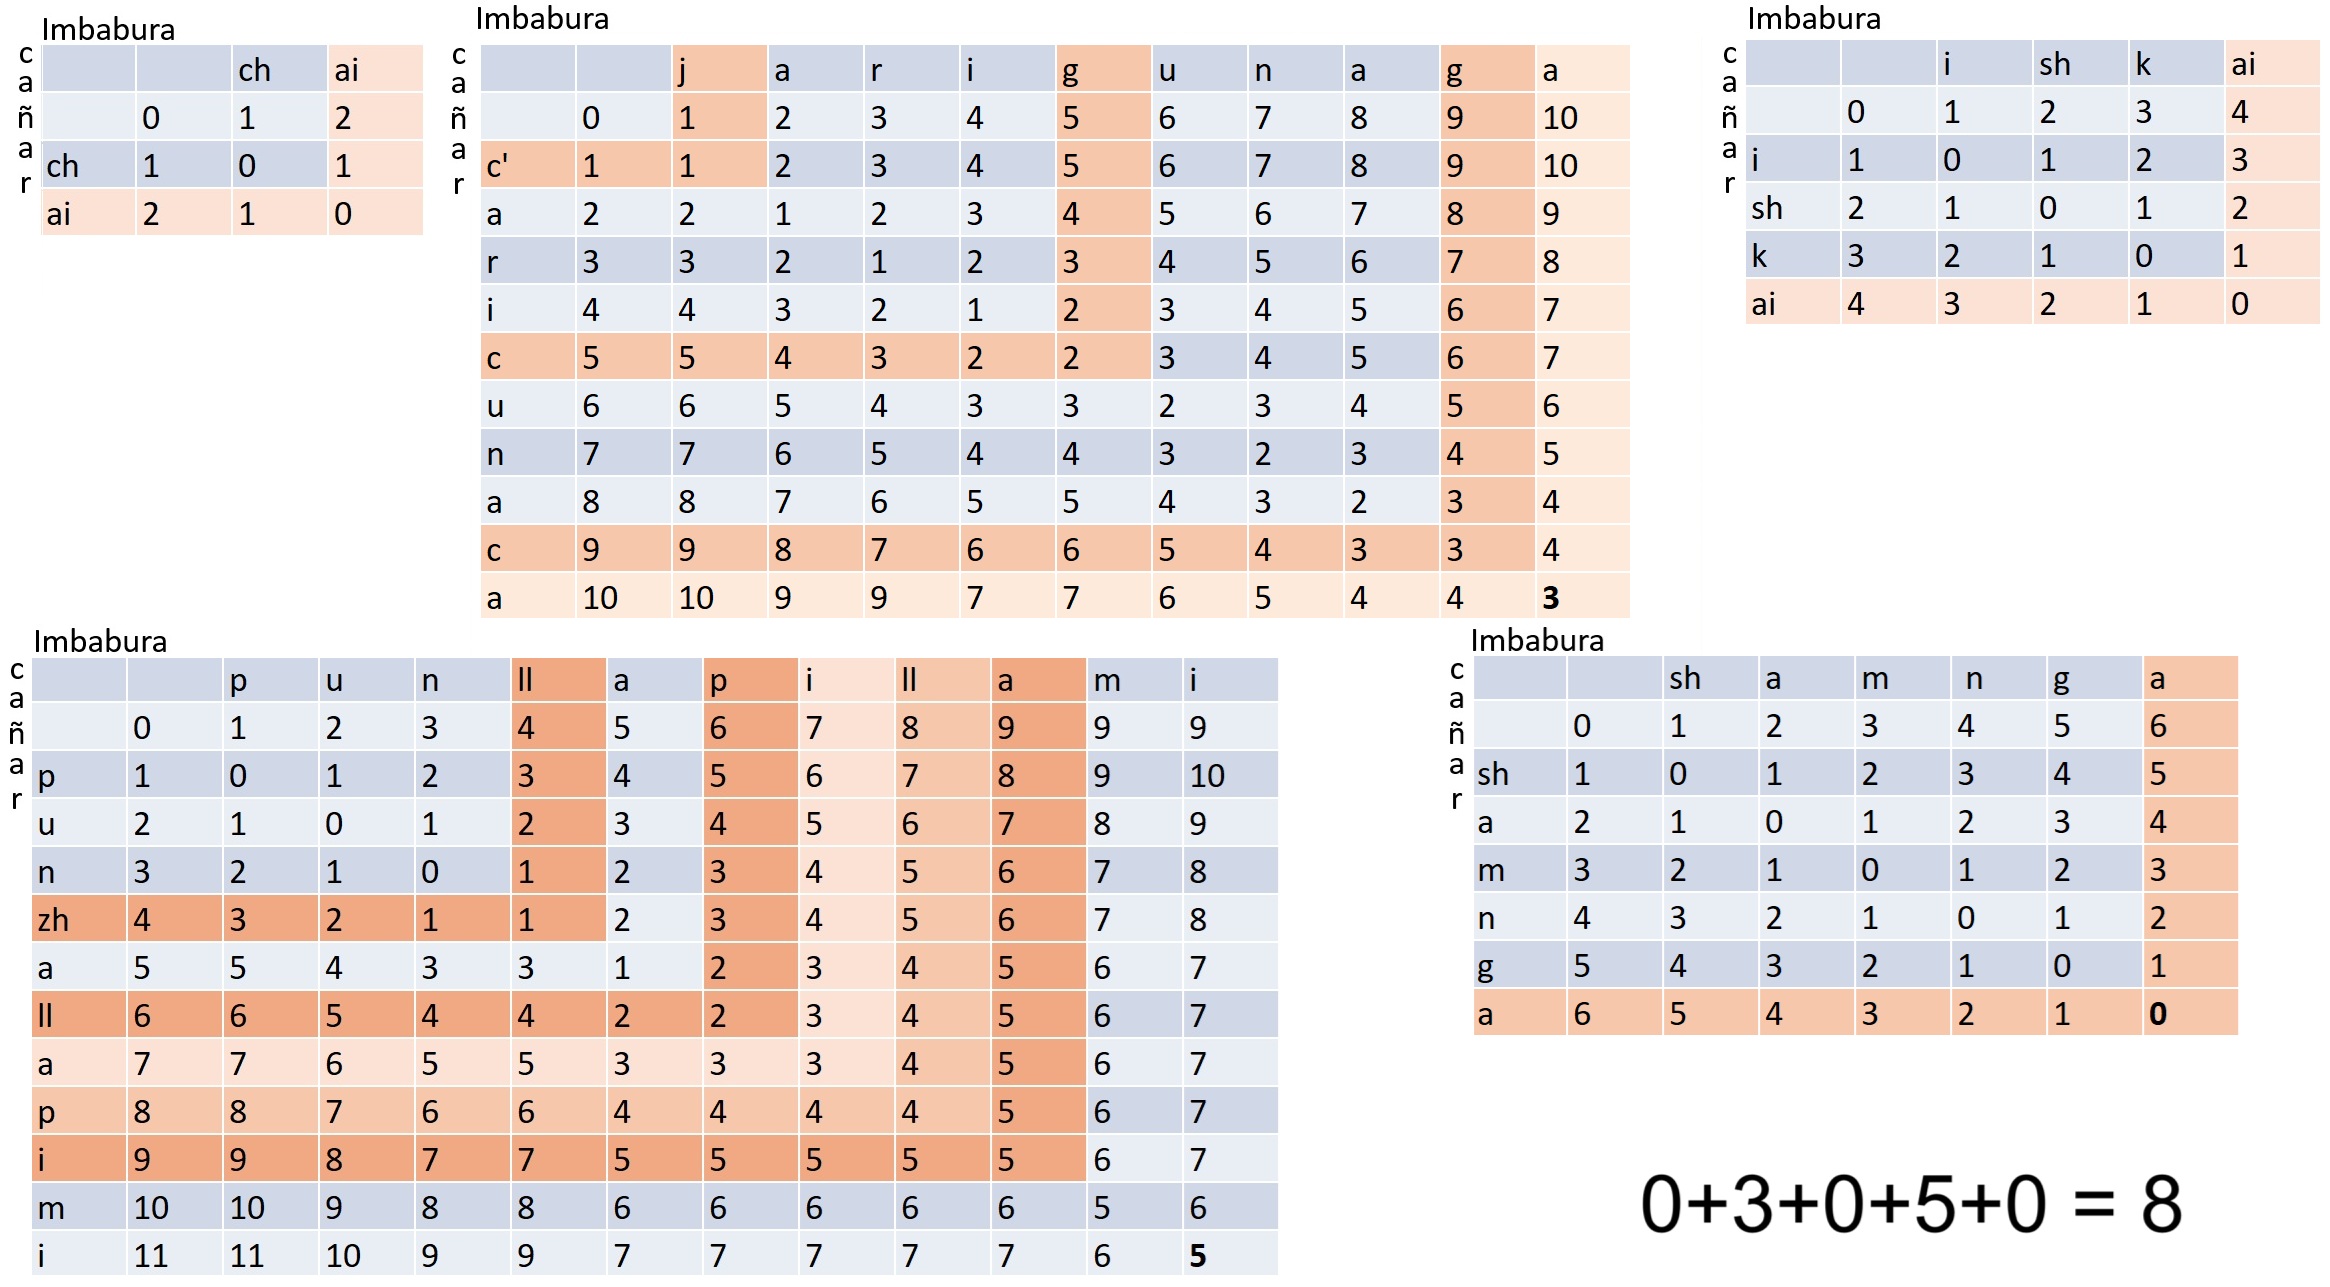 Imbabura
cañar
ch ai
0 1 2
ch 1 0 1
ai 2 1 0
Imbabura
cañar
j a r i g u n a g a
0 1 2 3 4 5 6 7 8 9 10
c' 1 1 2 3 4 5 6 7 8 9 10
a 2 2 1 2 3 4 5 6 7 8 9
r 3 3 2 1 2 3 4 5 6 7 8
i 4 4 3 2 1 2 3 4 5 6 7
c 5 5 4 3 2 2 3 4 5 6 7
u 6 6 5 4 3 3 2 3 4 5 6
n 7 7 6 5 4 4 3 2 3 4 5
a 8 8 7 6 5 5 4 3 2 3 4
c 9 9 8 7 6 6 5 4 3 3 4
a 10 10 9 9 7 7 6 5 4 4 3
Imbabura
cañar
i sh k ai
0 1 2 3 4
i 1 0 1 2 3
sh 2 1 0 1 2
k 3 2 1 0 1
ai 4 3 2 1 0
Imbabura
cañar
p u n ll a p i ll a m i
0 1 2 3 4 5 6 7 8 9 9 9
p 1 0 1 2 3 4 5 6 7 8 9 10
u 2 1 0 1 2 3 4 5 6 7 8 9
n 3 2 1 0 1 2 3 4 5 6 7 8
zh 4 3 2 1 1 2 3 4 5 6 7 8
a 5 5 4 3 3 1 2 3 4 5 6 7
ll 6 6 5 4 4 2 2 3 4 5 6 7
a 7 7 6 5 5 3 3 3 4 5 6 7
p 8 8 7 6 6 4 4 4 4 5 6 7
i 9 9 8 7 7 5 5 5 5 5 6 7
m 10 10 9 8 8 6 6 6 6 6 5 6
i 11 11 10 9 9 7 7 7 7 7 6 5
Imbabura
cañar
sh a m n g a
0 1 2 3 4 5 6
sh 1 0 1 2 3 4 5
a 2 1 0 1 2 3 4
m 3 2 1 0 1 2 3
n 4 3 2 1 0 1 2
g 5 4 3 2 1 0 1
a 6 5 4 3 2 1 0
0+3+0+5+0 = 8